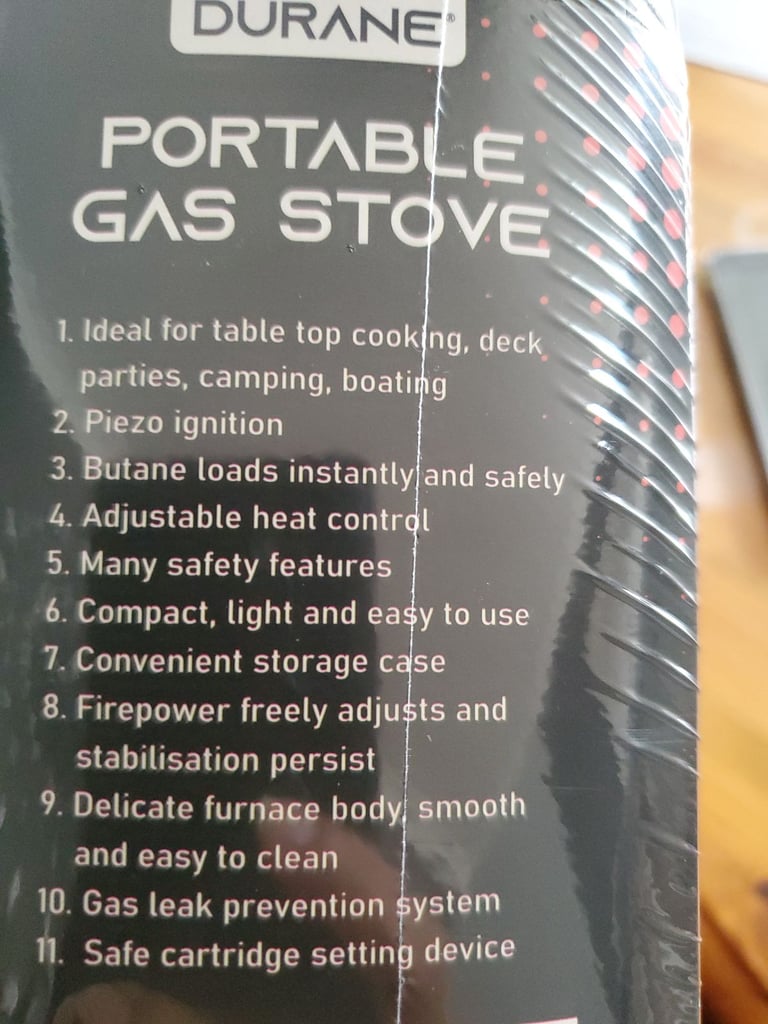 DURANE®
PORTABLE
GAS STOVE
1. Ideal for table top cooking, deck
parties, camping, boating
2. Piezo ignition
3. Butane loads instantly and safely
4. Adjustable heat control
5. Many safety features
6. Compact, light and easy to use
7. Convenient storage case
8. Firepower freely adjusts and
stabilisation persist
9. Delicate furnace body, smooth
and easy to clean
10. Gas leak prevention system
11. Safe cartridge setting device